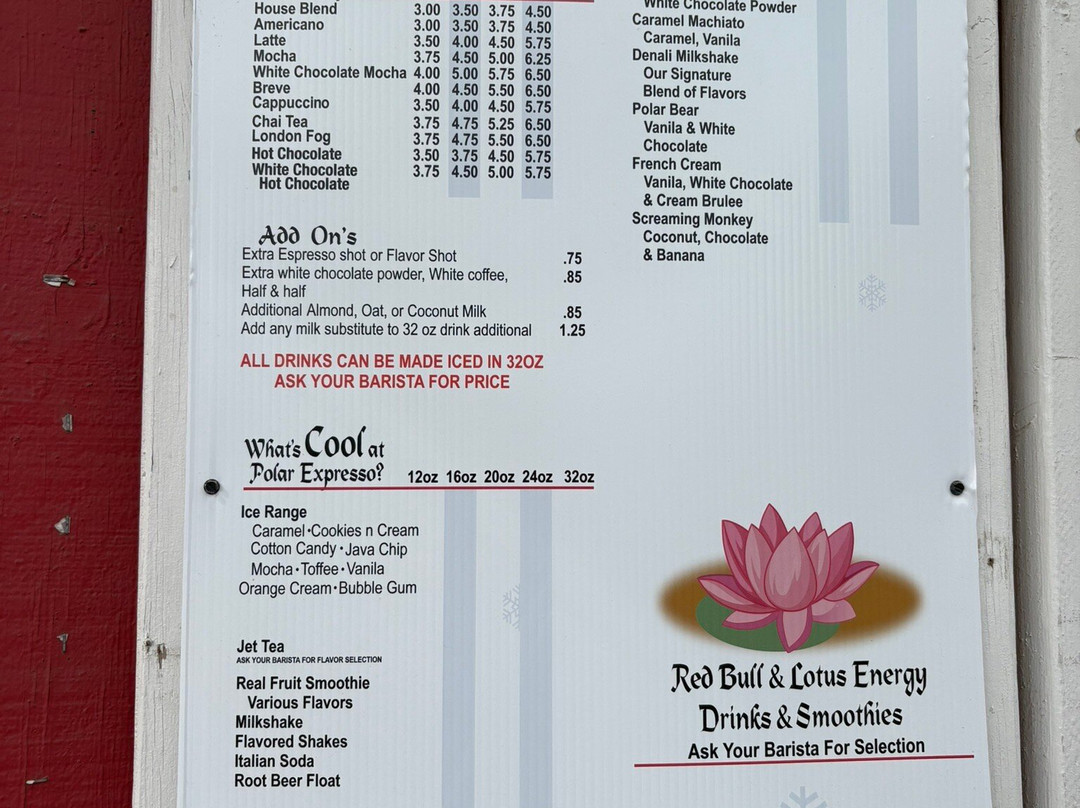 House Blend 3.00 3.50 3.75 4.50
Americano 3.00 3.50 3.75 4.50
Latte 3.50 4.00 4.50 5.75
Mocha 3.75 4.50 5.00 6.25
White Chocolate Mocha 4.00 5.00 5.75 6.50
Breve 4.00 4.50 5.50 6.50
Cappuccino 3.50 4.00 4.50 5.75
Chai Tea 3.75 4.75 5.25 6.50
London Fog 3.75 4.75 5.50 6.50
Hot Chocolate 3.50 3.75 4.50 5.75
White Chocolate 3.75 4.50 5.00 5.75
Hot Chocolate
Add On's
Extra Espresso shot or Flavor Shot .75
Extra white chocolate powder, White coffee, .85
Half & half
Additional Almond, Oat, or Coconut Milk .85
Add any milk substitute to 32 oz drink additional 1.25
ALL DRINKS CAN BE MADE ICED IN 32OZ
ASK YOUR BARISTA FOR PRICE
What's Cool at
Polar Expresso? 12oz 16oz 20oz 24oz 32oz
Ice Range
Caramel • Cookies n Cream
Cotton Candy • Java Chip
Mocha • Toffee • Vanila
Orange Cream • Bubble Gum
Jet Tea
ASK YOUR BARISTA FOR FLAVOR SELECTION
Real Fruit Smoothie
Various Flavors
Milkshake
Flavored Shakes
Italian Soda
Root Beer Float
White Chocolate Powder
Caramel Machiato
Caramel, Vanila
Denali Milkshake
Our Signature
Blend of Flavors
Polar Bear
Vanila & White
Chocolate
French Cream
Vanila, White Chocolate
& Cream Brulee
Screaming Monkey
Coconut, Chocolate
& Banana
Red Bull & Lotus Energy
Drinks & Smoothies
Ask Your Barista For Selection